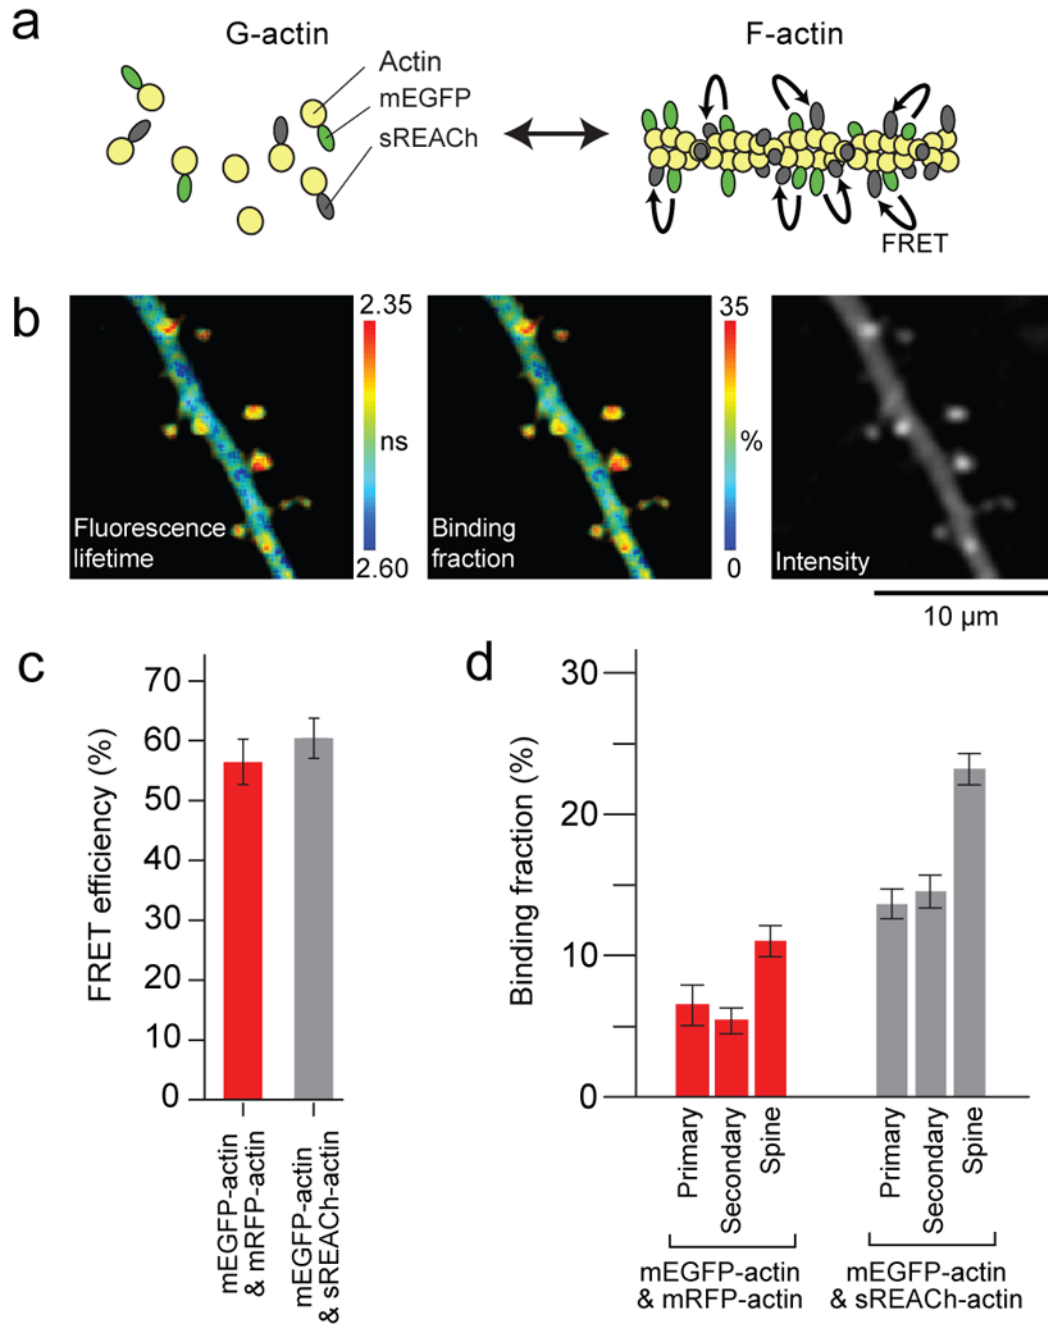 a
G-actin
F-actin
Actin
mEGFP
sREACh
FRET
b
2.35
ns
2.60
Fluorescence
lifetime
35
%
0
Binding
fraction
Intensity
10 µm
c
FRET efficiency (%)
70
60
50
40
30
20
10
0
mEGFP-actin
& mRFP-actin
mEGFP-actin
& sREACh-actin
d
Binding fraction (%)
30
20
10
0
Primary
Secondary
Spine
Primary
Secondary
Spine
mEGFP-actin
& mRFP-actin
mEGFP-actin
& sREACh-actin